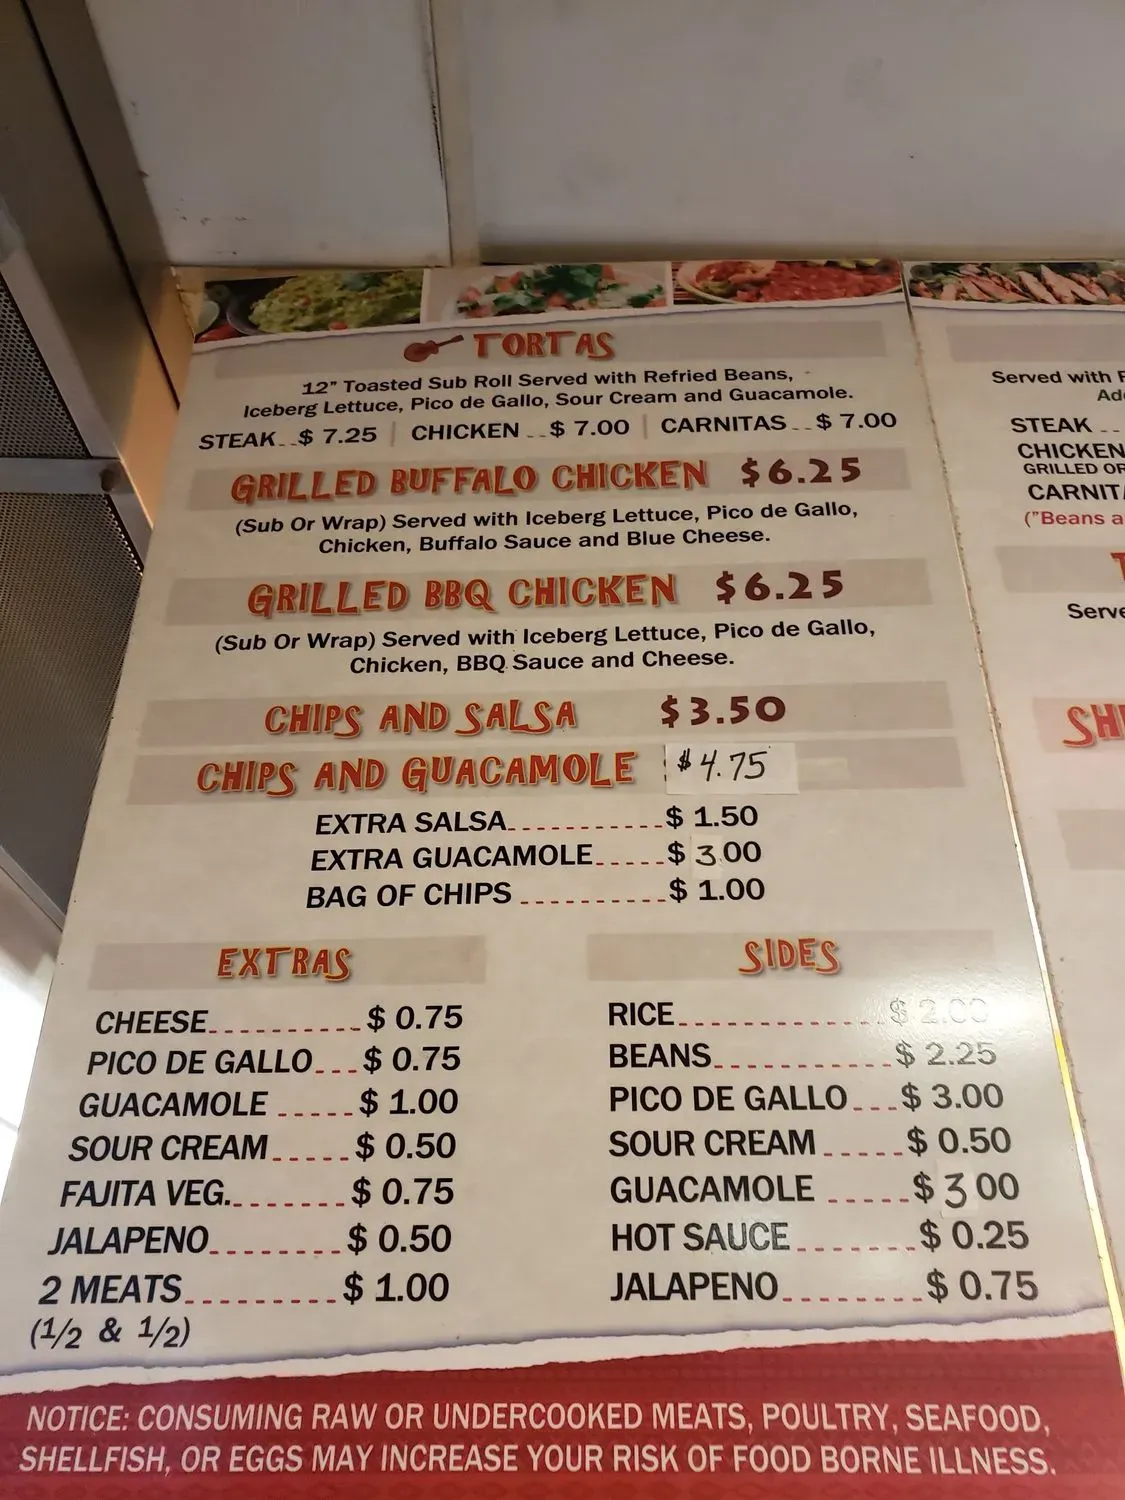 TORTAS
12" Toasted Sub Roll Served with Refried Beans,
Iceberg Lettuce, Pico de Gallo, Sour Cream and Guacamole.
STEAK..$ 7.25 | CHICKEN ..$ 7.00 | CARNITAS ..$ 7.00
GRILLED BUFFALO CHICKEN $6.25
(Sub Or Wrap) Served with Iceberg Lettuce, Pico de Gallo,
Chicken, Buffalo Sauce and Blue Cheese.
GRILLED BBQ CHICKEN $6.25
(Sub Or Wrap) Served with Iceberg Lettuce, Pico de Gallo,
Chicken, BBQ Sauce and Cheese.
CHIPS AND SALSA $3.50
CHIPS AND GUACAMOLE $4.75
EXTRA SALSA...........$ 1.50
EXTRA GUACAMOLE.....$ 3.00
BAG OF CHIPS ..........$ 1.00
EXTRAS
CHEESE..........$ 0.75
PICO DE GALLO...$ 0.75
GUACAMOLE .....$ 1.00
SOUR CREAM.....$ 0.50
FAJITA VEG........$ 0.75
JALAPENO........$ 0.50
2 MEATS.........$ 1.00
(1/2 & 1/2)
SIDES
RICE.............$ 2.00
BEANS...........$ 2.25
PICO DE GALLO...$ 3.00
SOUR CREAM .....$ 0.50
GUACAMOLE .....$ 3.00
HOT SAUCE.......$ 0.25
JALAPENO........$ 0.75
Served with
STEAK ..
CHICKEN
GRILLED
CARNIT
("Beans
Serve
SH
NOTICE: CONSUMING RAW OR UNDERCOOKED MEATS, POULTRY, SEAFOOD,
SHELLFISH, OR EGGS MAY INCREASE YOUR RISK OF FOOD BORNE ILLNESS.